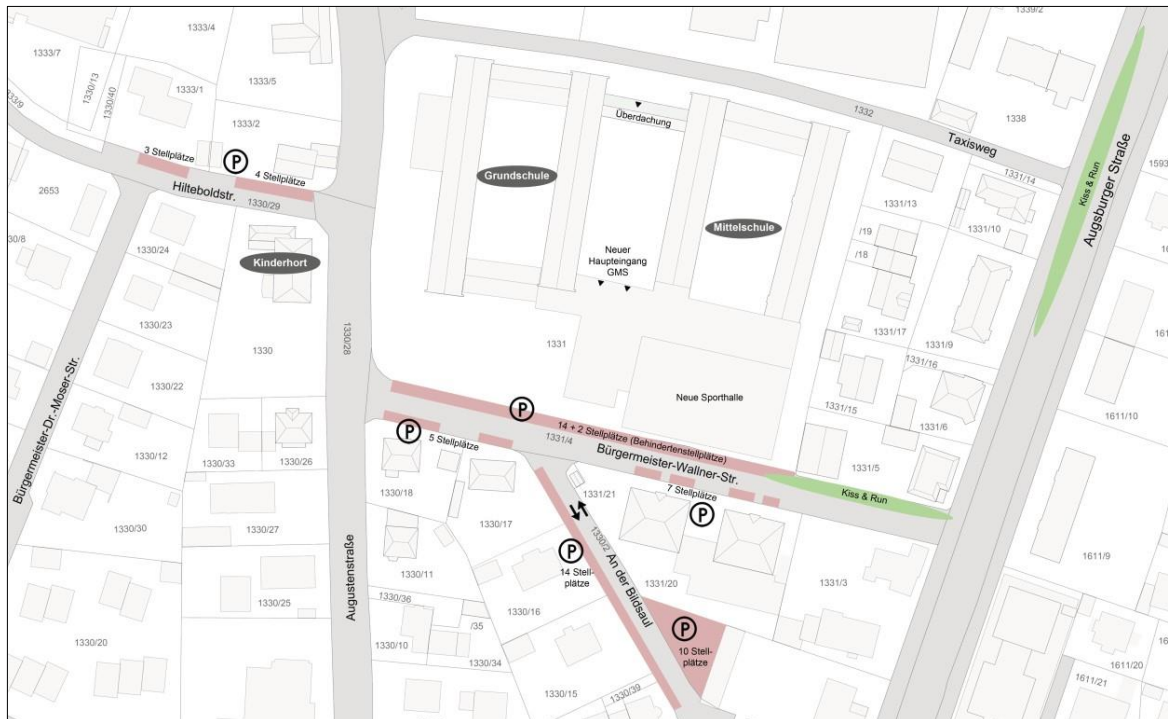 1333/4
1333/7
1330/13
1330/40
1333/1
1333/5
1333/2
3 Stellplätze
P
4 Stellplätze
Hilteboldstr.
1330/29
2653
1330/24
Kinderhort
1330/23
1330/22
1330
1330/28
1330/12
1330/33
1330/26
1330/30
1330/27
1330/25
1330/20
Bürgermeister-Dr.-Moser-Str.
Augustenstraße
Überdachung
Grundschule
Mittelschule
Neuer
Haupteingang
GMS
1331
Neue Sporthalle
1332
Taxisweg
1339/2
1338
1331/14
1331/13
1331/10
/19
/18
1331/17
1331/9
1331/16
1331/15
1331/6
1331/5
Kiss & Run
Augsburger Straße
1593
1611/10
1611/9
1611/20
1611/21
P
14 + 2 Stellplätze (Behindertenstellplätze)
P
5 Stellplätze
1331/4
Bürgermeister-Wallner-Str.
7 Stellplätze
P
Kiss & Run
1330/18
1330/17
1331/21
1330/2
An der Bildsaul
P
14 Stell-
plätze
1330/11
1330/36
/35
1330/10
1330/34
1330/16
1330/15
1330/39
1331/20
1331/3
P
10 Stell-
plätze